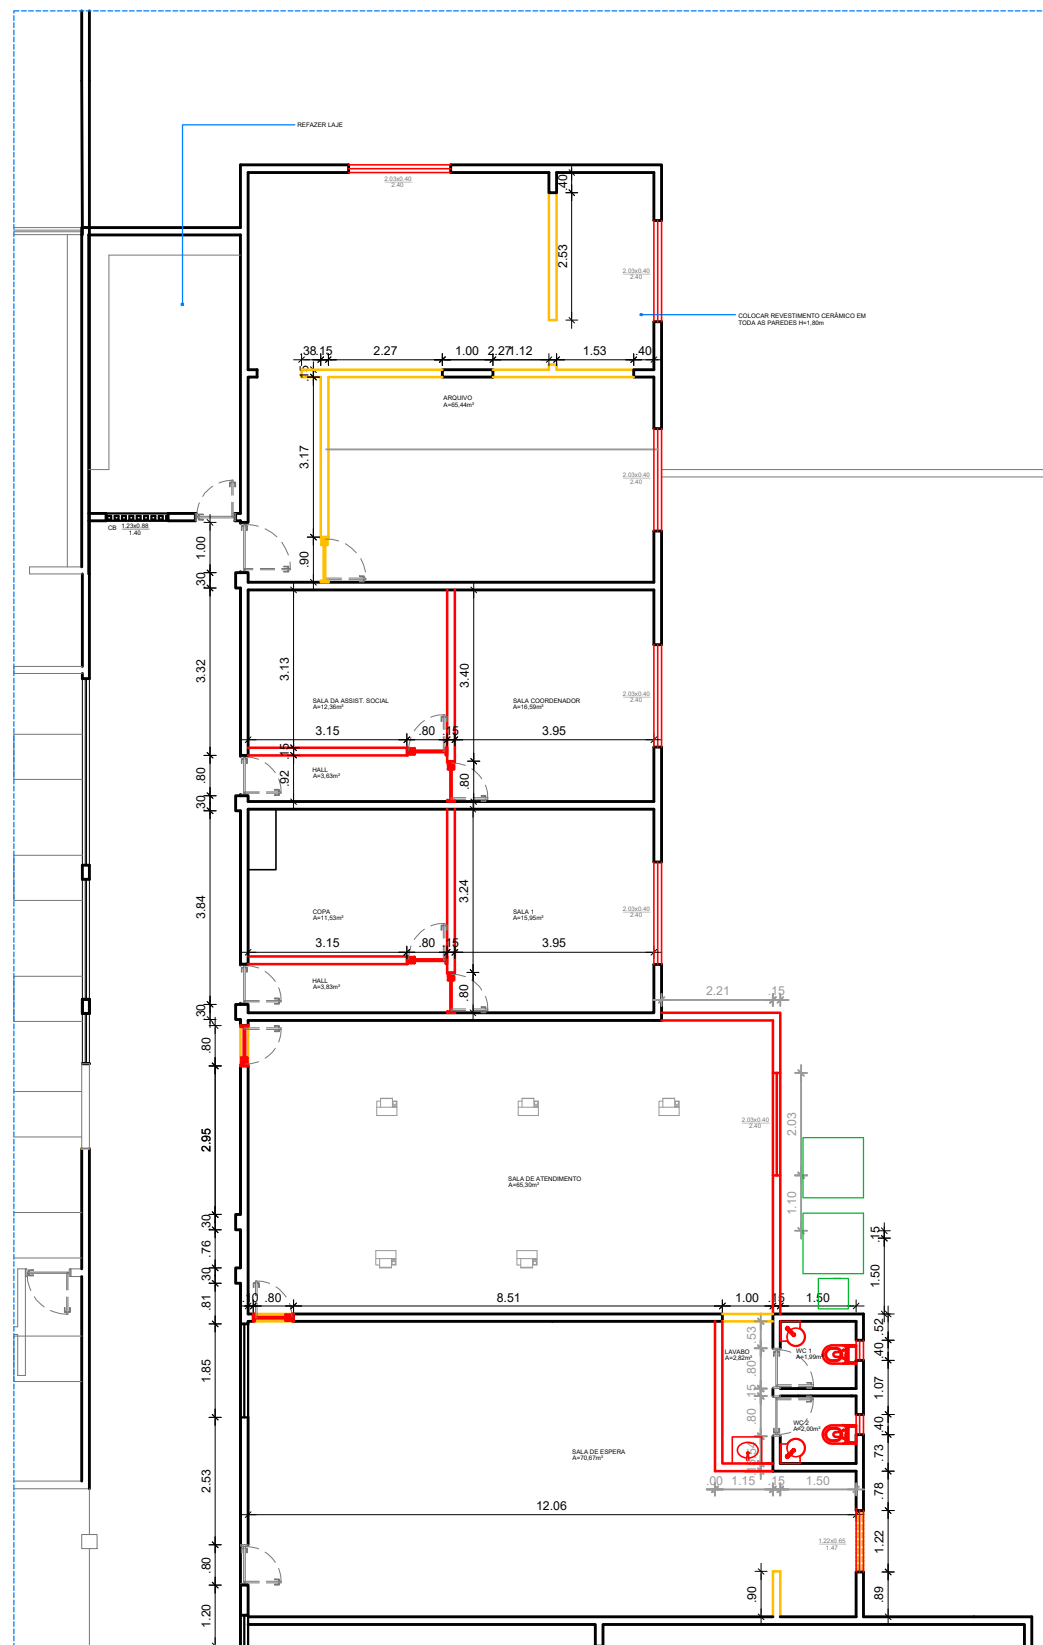 REFAZER LAJE
2.03x0.40
2.40
.40
2.53
2.03x0.40
2.40
COLOCAR REVESTIMENTO CERÂMICO EM
TODA AS PAREDES H=1,80m
.38
.15
2.27
1.00
2.27
1.12
1.53
.40
.15
ARQUIVO
A=65,44m²
3.17
2.03x0.40
2.40
CB
1.23x0.88
1.40
1.00
.90
.30
3.32
3.13
3.40
SALA DA ASSIST. SOCIAL
A=12,36m²
SALA COORDENADOR
A=16,59m²
2.03x0.40
2.40
3.15
.80
.15
3.95
.15
HALL
A=3,63m²
.80
.92
.80
.30
3.84
3.24
COPA
A=11,53m²
SALA 1
A=15,95m²
2.03x0.40
2.40
3.15
.80
.15
3.95
HALL
A=3,83m²
.80
2.21
.15
.30
.80
2.95
2.03x0.40
2.40
2.03
SALA DE ATENDIMENTO
A=65,30m²
1.10
.30
.76
.30
.81
.15
1.50
.10
.80
8.51
1.00
.15
1.50
.52
.53
LAVABO
A=2,82m²
WC 1
A=1,99m²
.40
1.85
.80
1.07
.15
.80
WC 2
A=2,00m²
.40
.73
SALA DE ESPERA
A=70,67m²
2.53
.00
1.15
.15
1.50
.78
12.06
1.22x0.65
1.47
1.22
.80
.90
.89
1.20